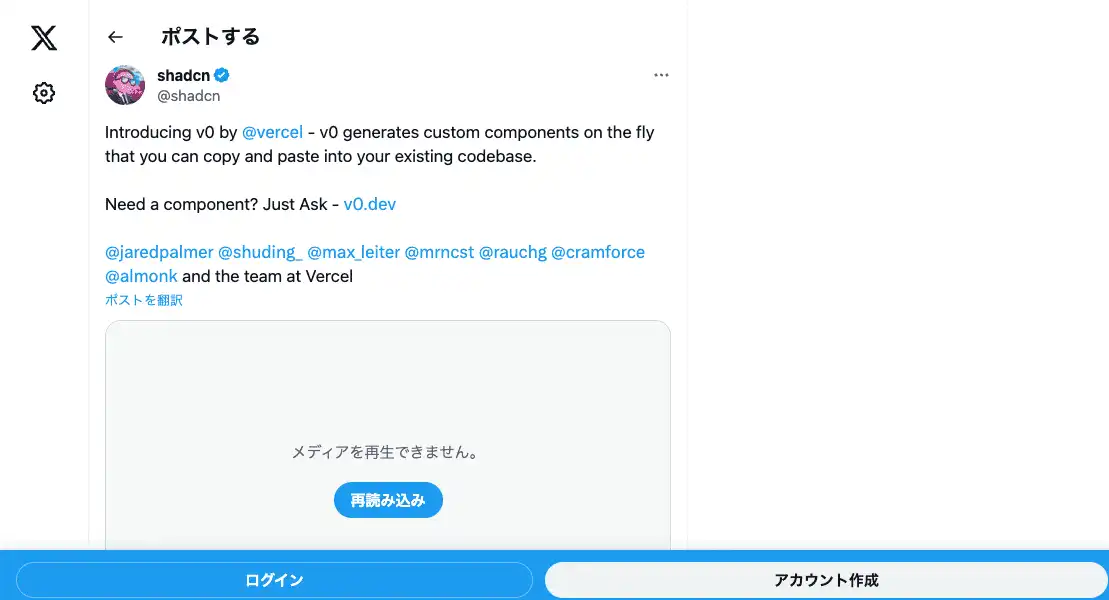 ポストする
shadcn
@shadcn
Introducing v0 by @vercel - v0 generates custom components on the fly
that you can copy and paste into your existing codebase.
Need a component? Just Ask - v0.dev
@jaredpalmer @shuding_ @max_leiter @mrncst @rauchg @cramforce
@almonk and the team at Vercel
ポストを翻訳
メディアを再生できません。
再読み込み
ログイン
アカウント作成